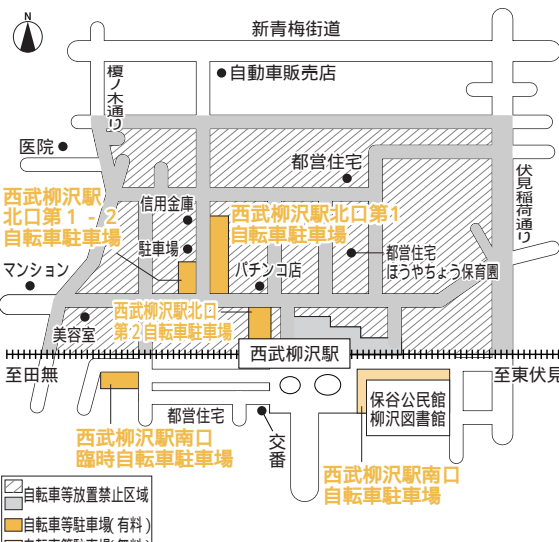 N
新青梅街道
榎ノ木通り
自動車販売店
医院
都営住宅
伏見稲荷通り
西武柳沢駅
北口第1-2
自転車駐車場
信用金庫
西武柳沢駅北口第1
自転車駐車場
駐車場
都営住宅
ほうやちょう保育園
マンション
パチンコ店
西武柳沢駅北口
第2自転車駐車場
美容室
西武柳沢駅
至田無
至東伏見
保谷公民館
柳沢図書館
都営住宅
交番
西武柳沢駅南口
臨時自転車駐車場
西武柳沢駅南口
自転車駐車場
自転車等放置禁止区域
自転車等駐車場(有料)